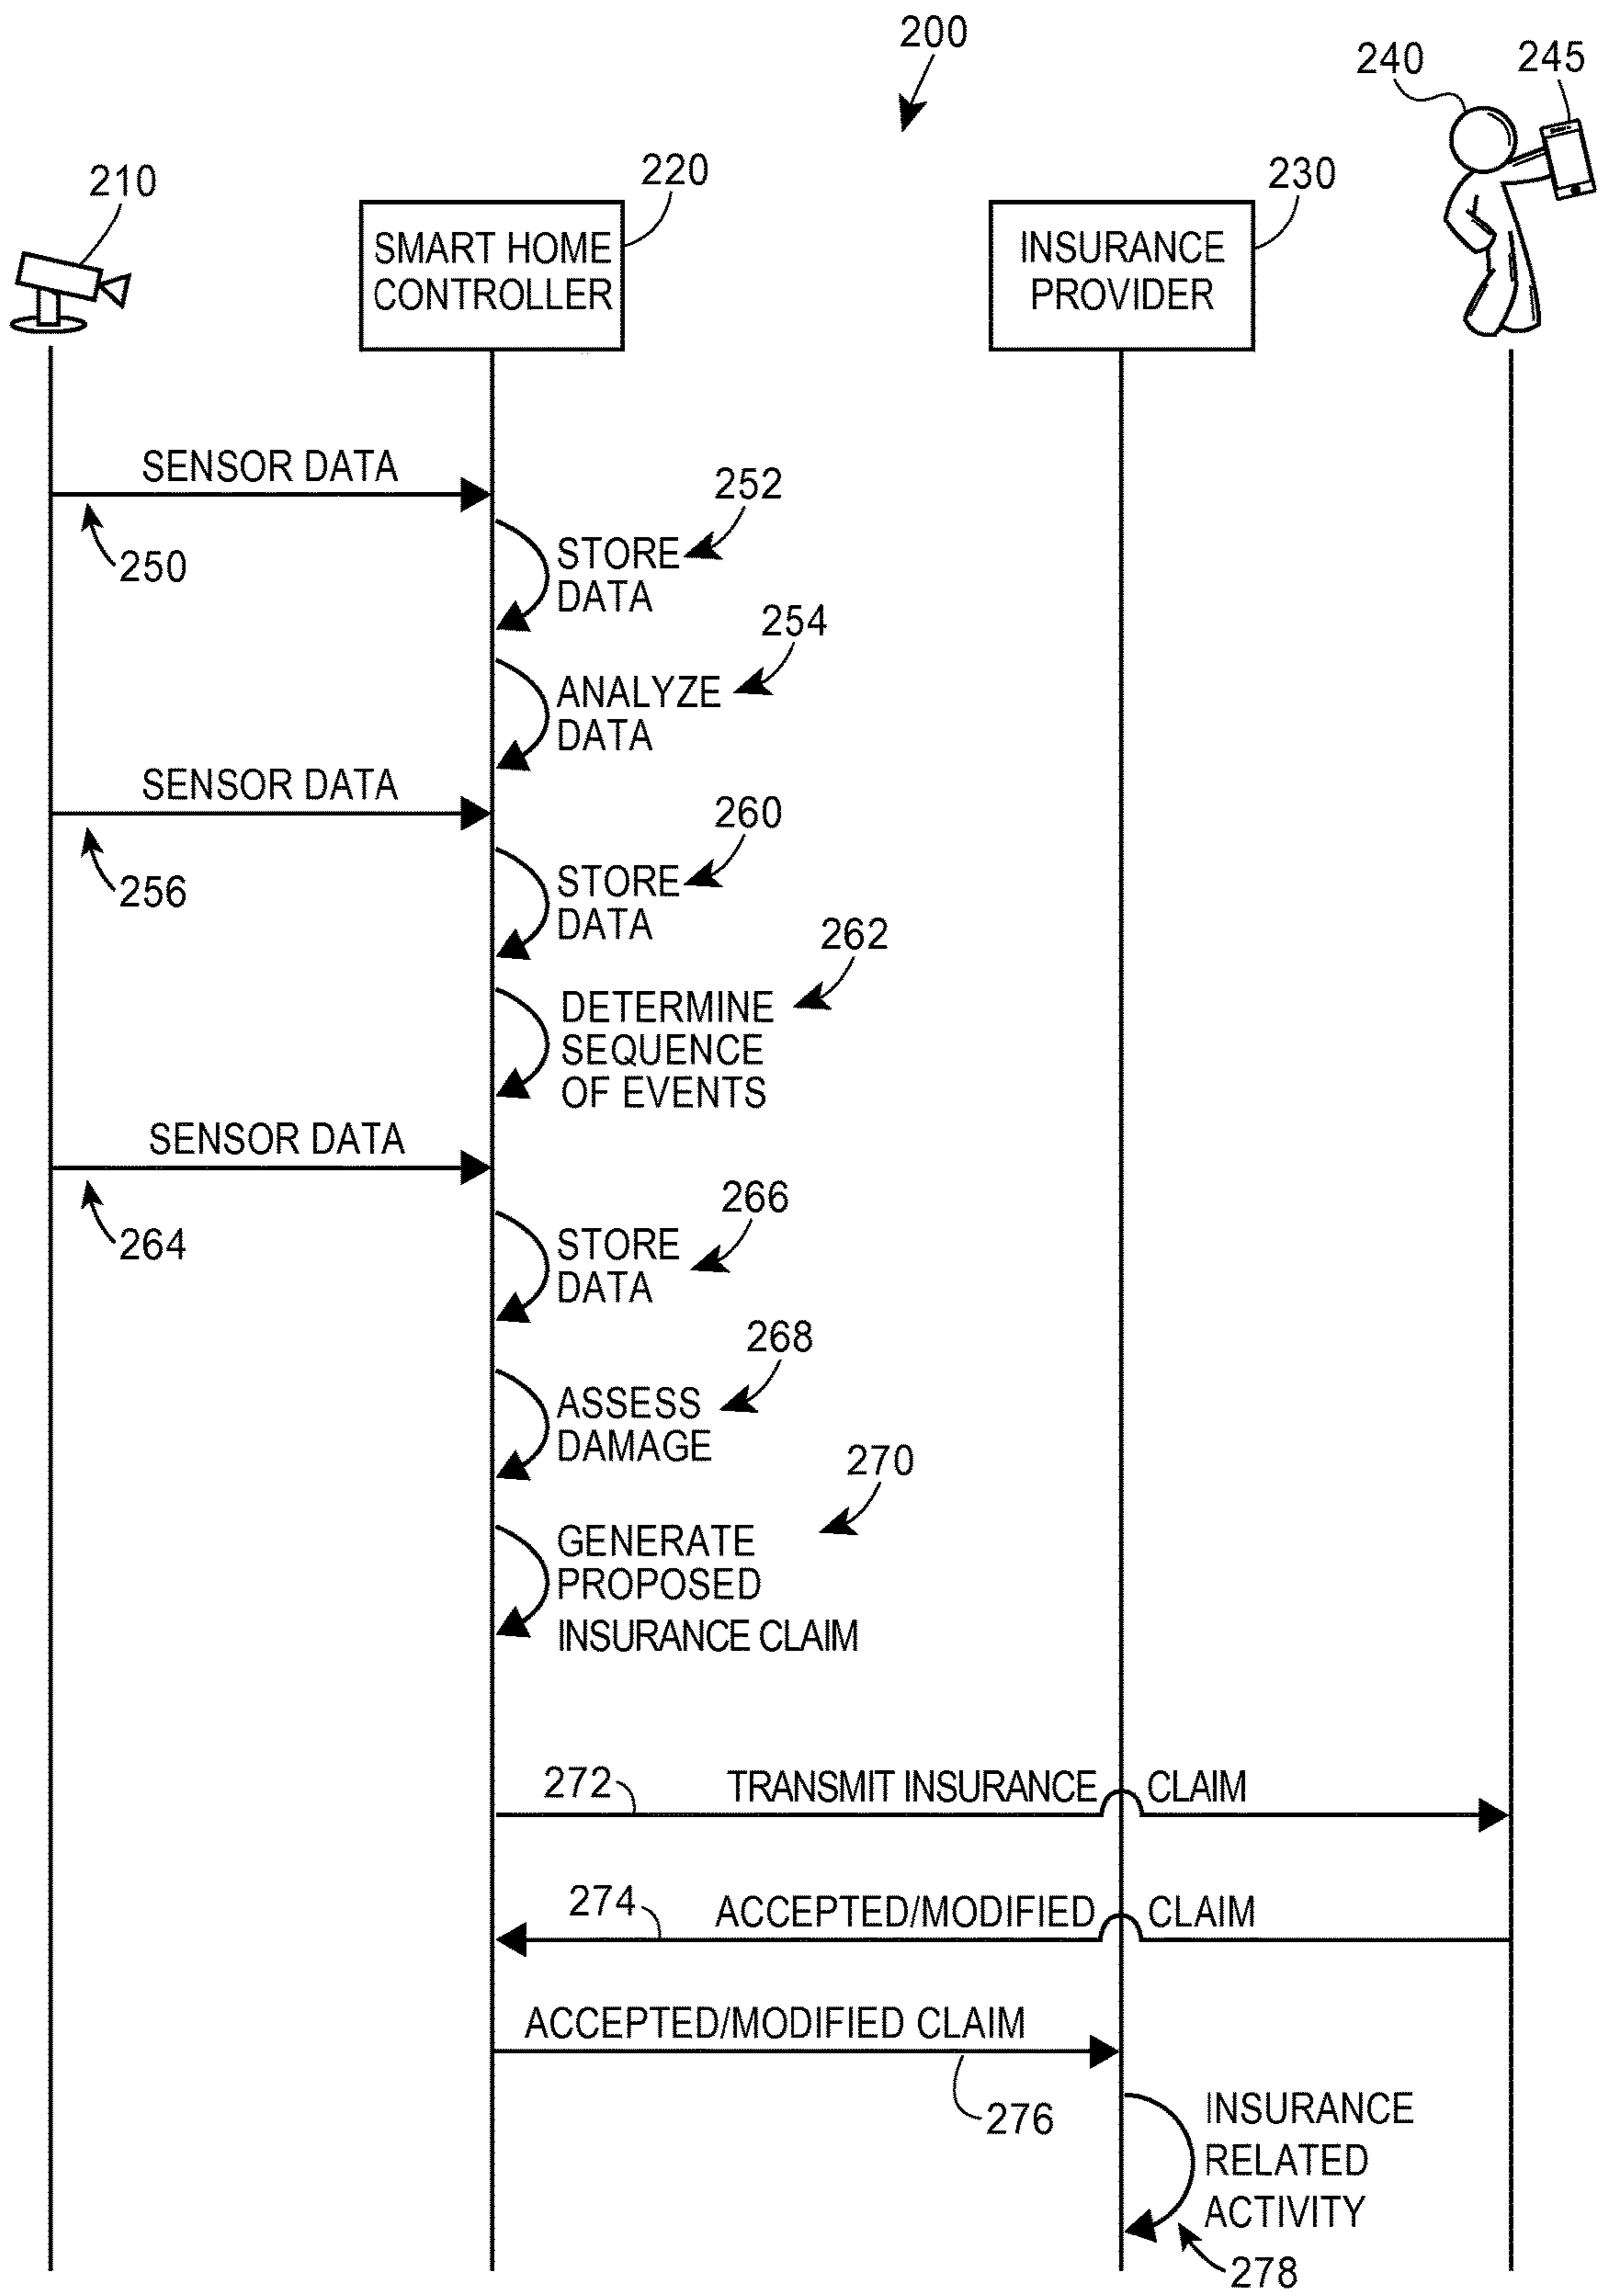 200
240
245
210
220
230
SMART HOME
CONTROLLER
INSURANCE
PROVIDER
SENSOR DATA
250
252
STORE
DATA
254
ANALYZE
DATA
SENSOR DATA
256
260
STORE
DATA
262
DETERMINE
SEQUENCE
OF EVENTS
SENSOR DATA
264
266
STORE
DATA
268
ASSESS
DAMAGE
270
GENERATE
PROPOSED
INSURANCE CLAIM
272
TRANSMIT INSURANCE CLAIM
274
ACCEPTED/MODIFIED CLAIM
ACCEPTED/MODIFIED CLAIM
276
INSURANCE
RELATED
ACTIVITY
278